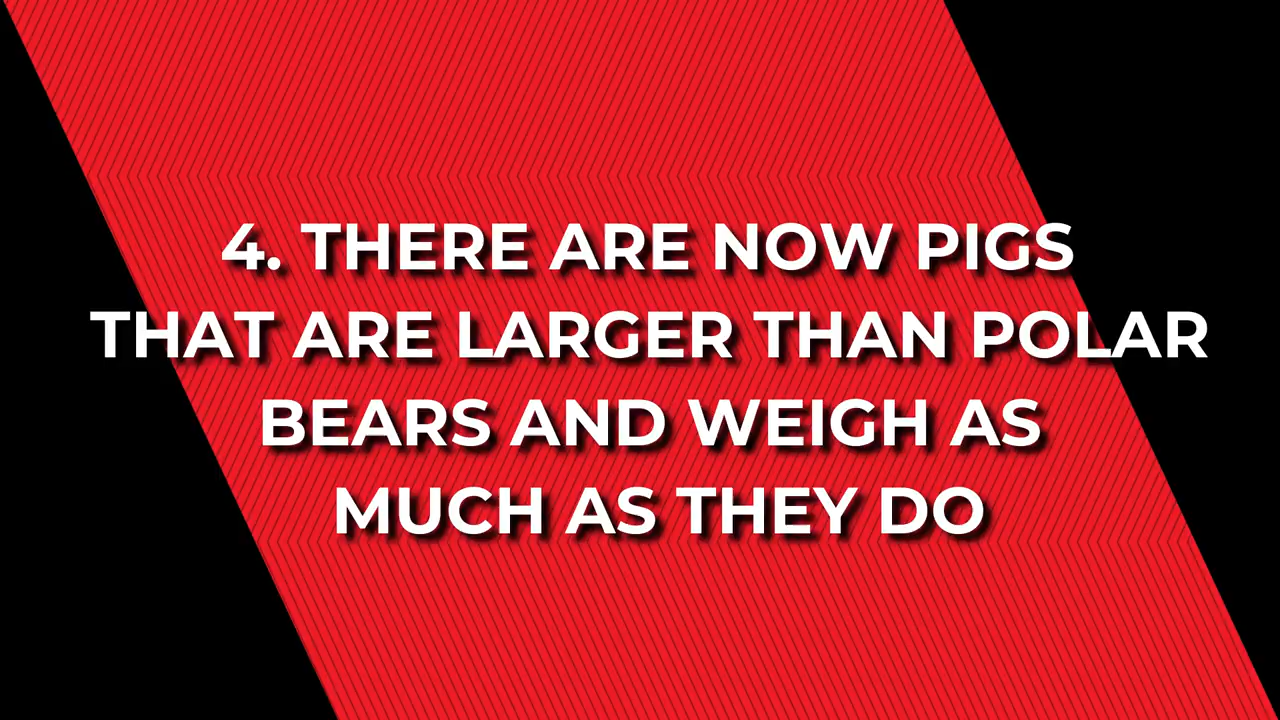 4. THERE ARE NOW PIGS
THAT ARE LARGER THAN POLAR
BEARS AND WEIGH AS
MUCH AS THEY DO